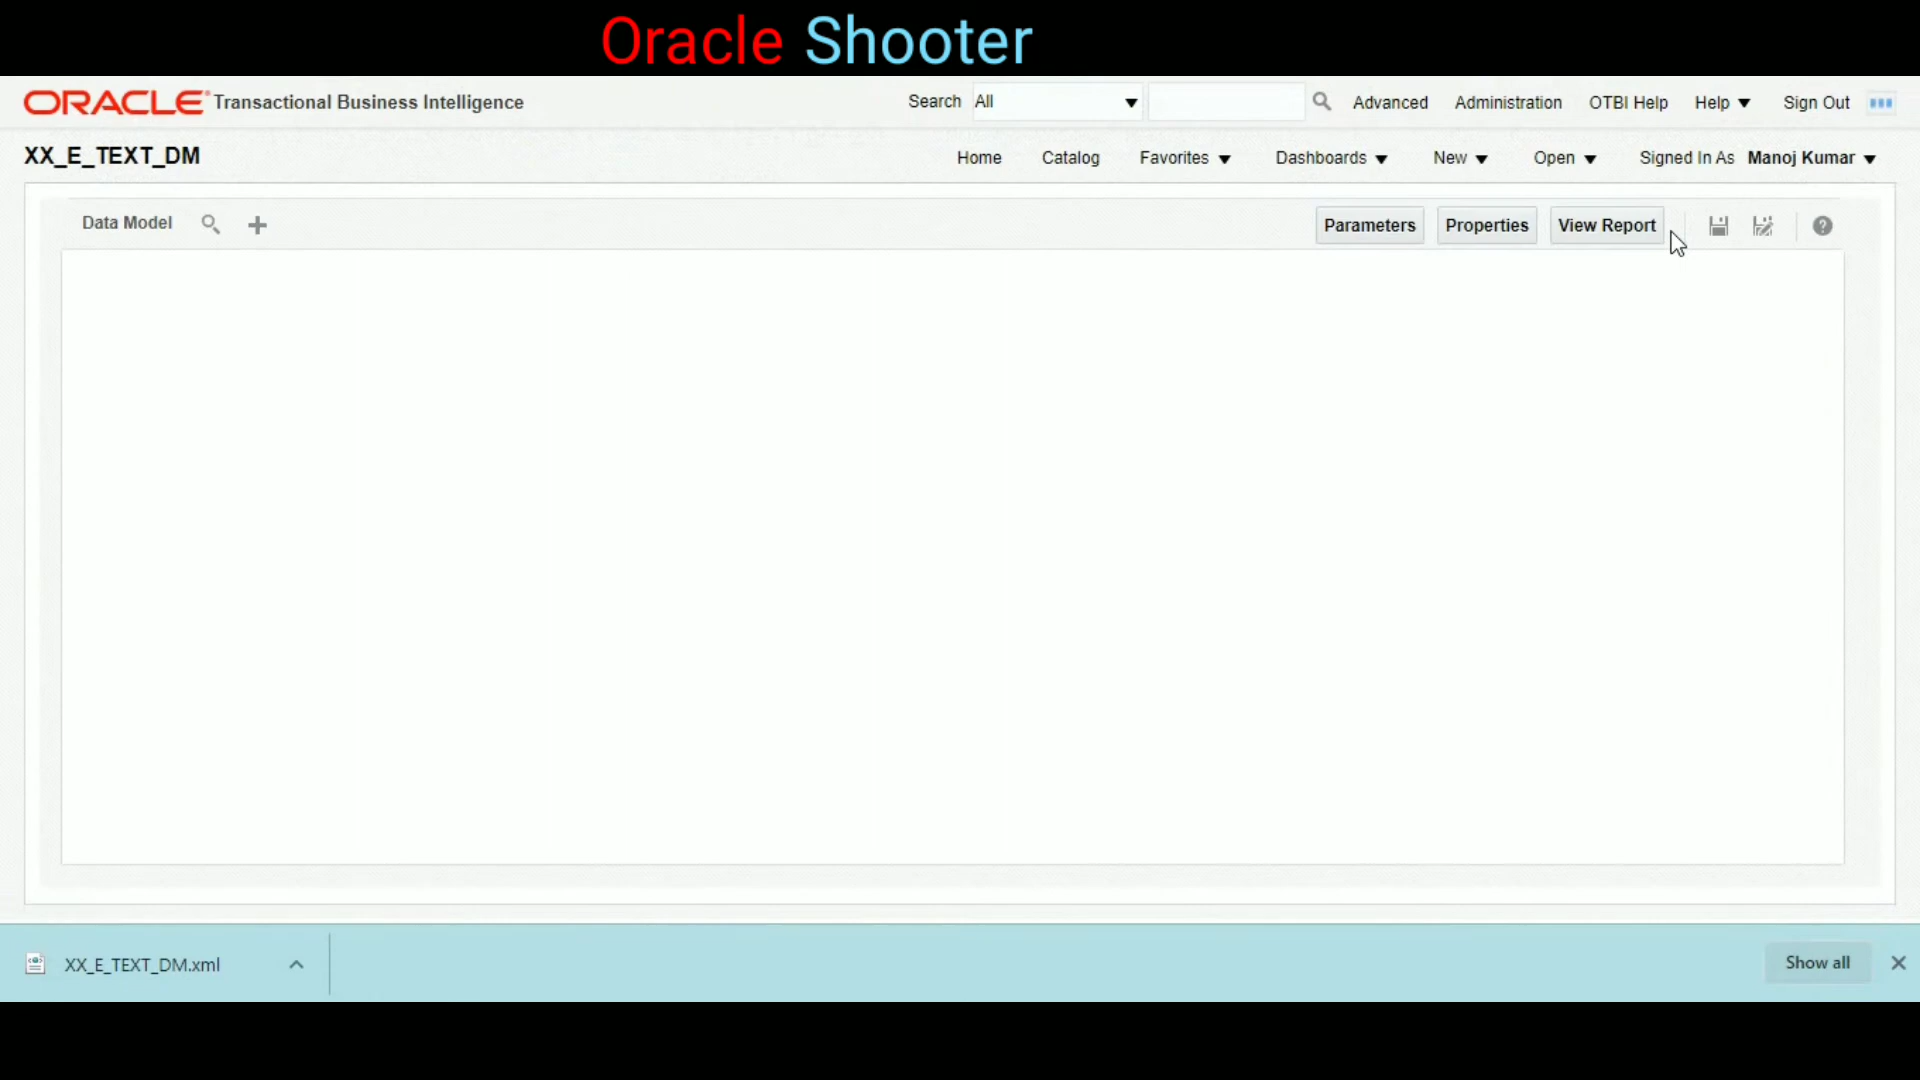 Oracle Shooter
ORACLE Transactional Business Intelligence Search All Advanced Administration OTBI Help Help Sign Out
XX_E_TEXT_DM Home Catalog Favorites Dashboards New Open Signed In As Manoj Kumar
Data Model Parameters Properties View Report
XX_E_TEXT_DM.xml Show all